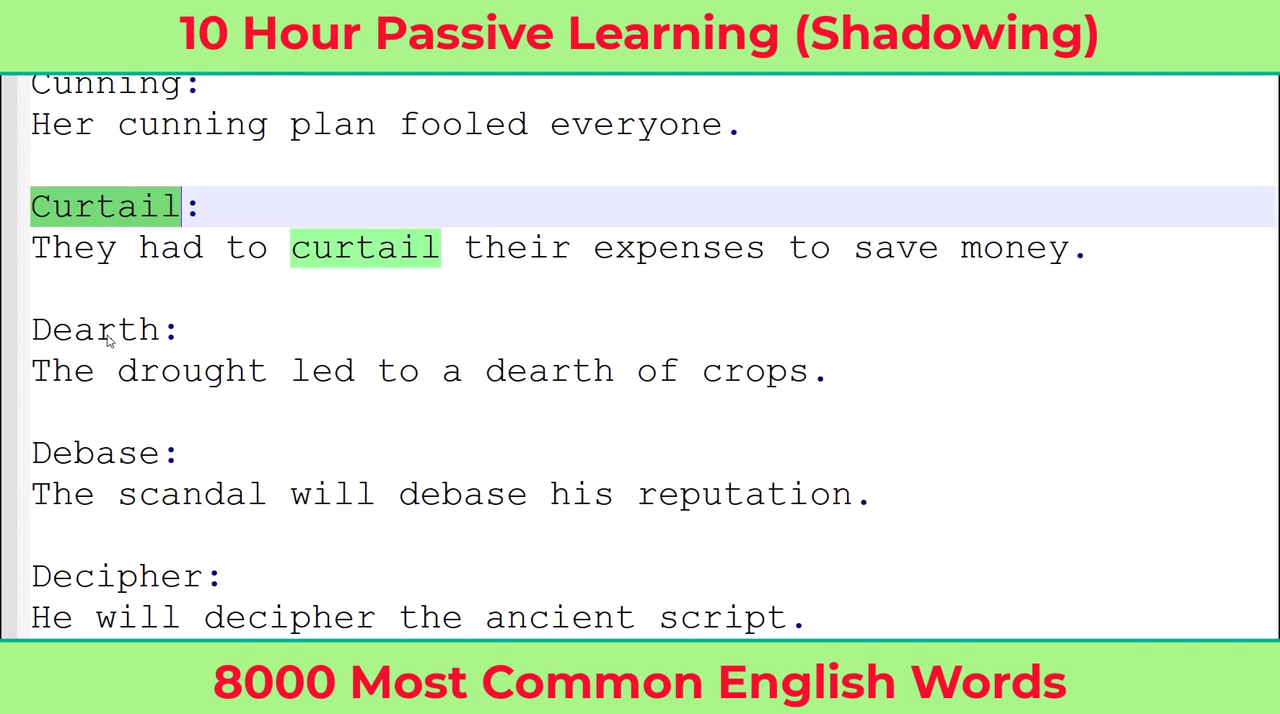 10 Hour Passive Learning (Shadowing)
Cunning:
Her cunning plan fooled everyone.
Curtail:
They had to curtail their expenses to save money.
Dearth:
The drought led to a dearth of crops.
Debase:
The scandal will debase his reputation.
Decipher:
He will decipher the ancient script.
8000 Most Common English Words